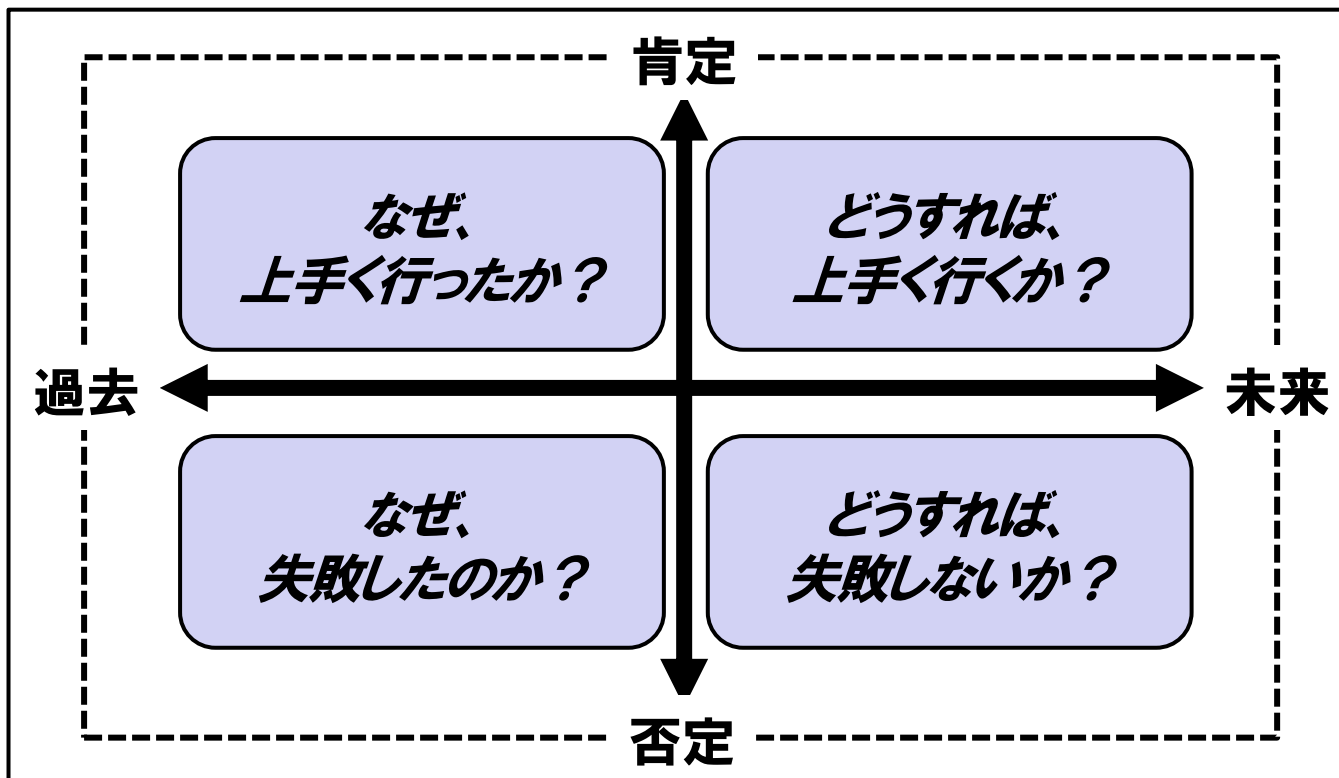 肯定
なぜ、
上手く行ったか？
どうすれば、
上手く行くか？
過去
未来
なぜ、
失敗したのか？
どうすれば、
失敗しないか？
否定